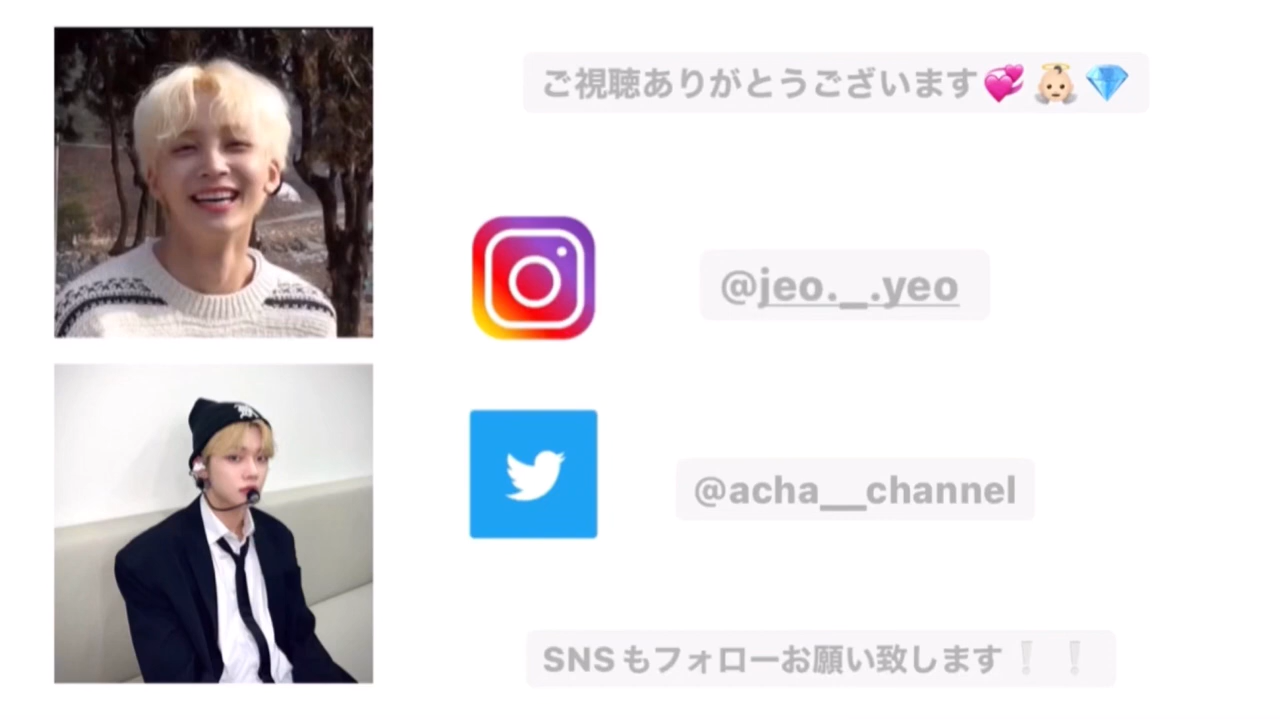 ご視聴ありがとうございます💞👼🏻💎
@jeo._.yeo
@acha__channel
SNSもフォローお願い致します❕❕